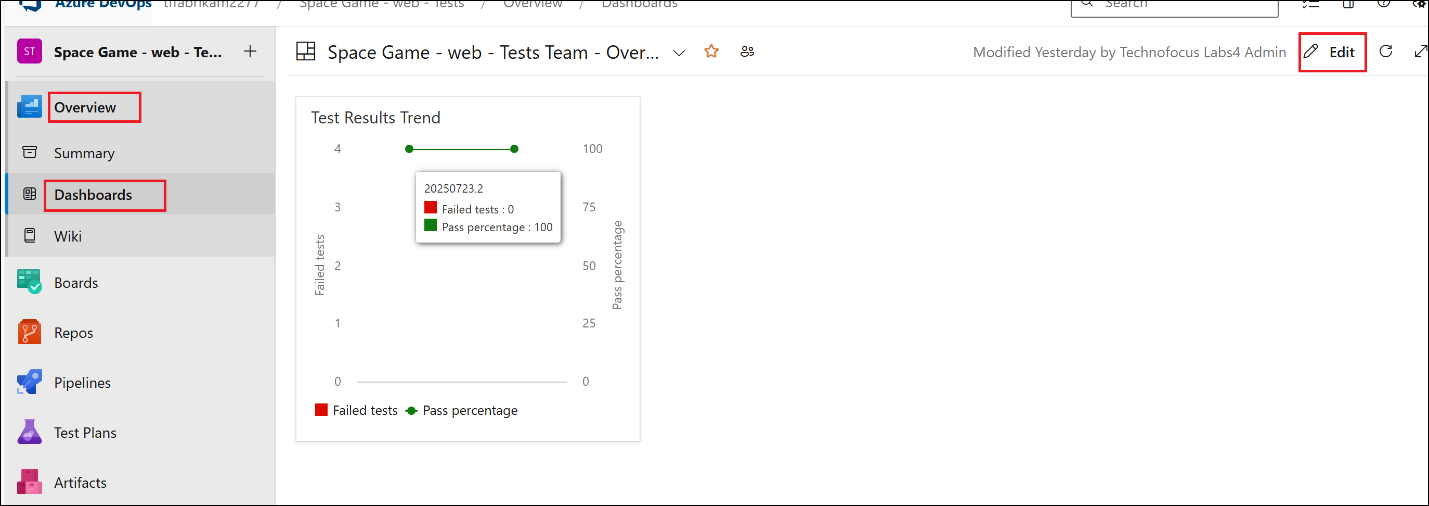 Azure DevOps tffabrikam2277 / Space Game - web - Tests / Overview / Dashboards Search
ST Space Game - web - Te... +
Space Game - web - Tests Team - Over...
Modified Yesterday by Technofocus Labs4 Admin
Edit
Overview
Summary
Dashboards
Wiki
Boards
Repos
Pipelines
Test Plans
Artifacts
Test Results Trend
4 100
20250723.2
Failed tests : 0
Pass percentage : 100
3 75
2 50
1 25
0 0
Failed tests
Pass percentage
Failed tests Pass percentage